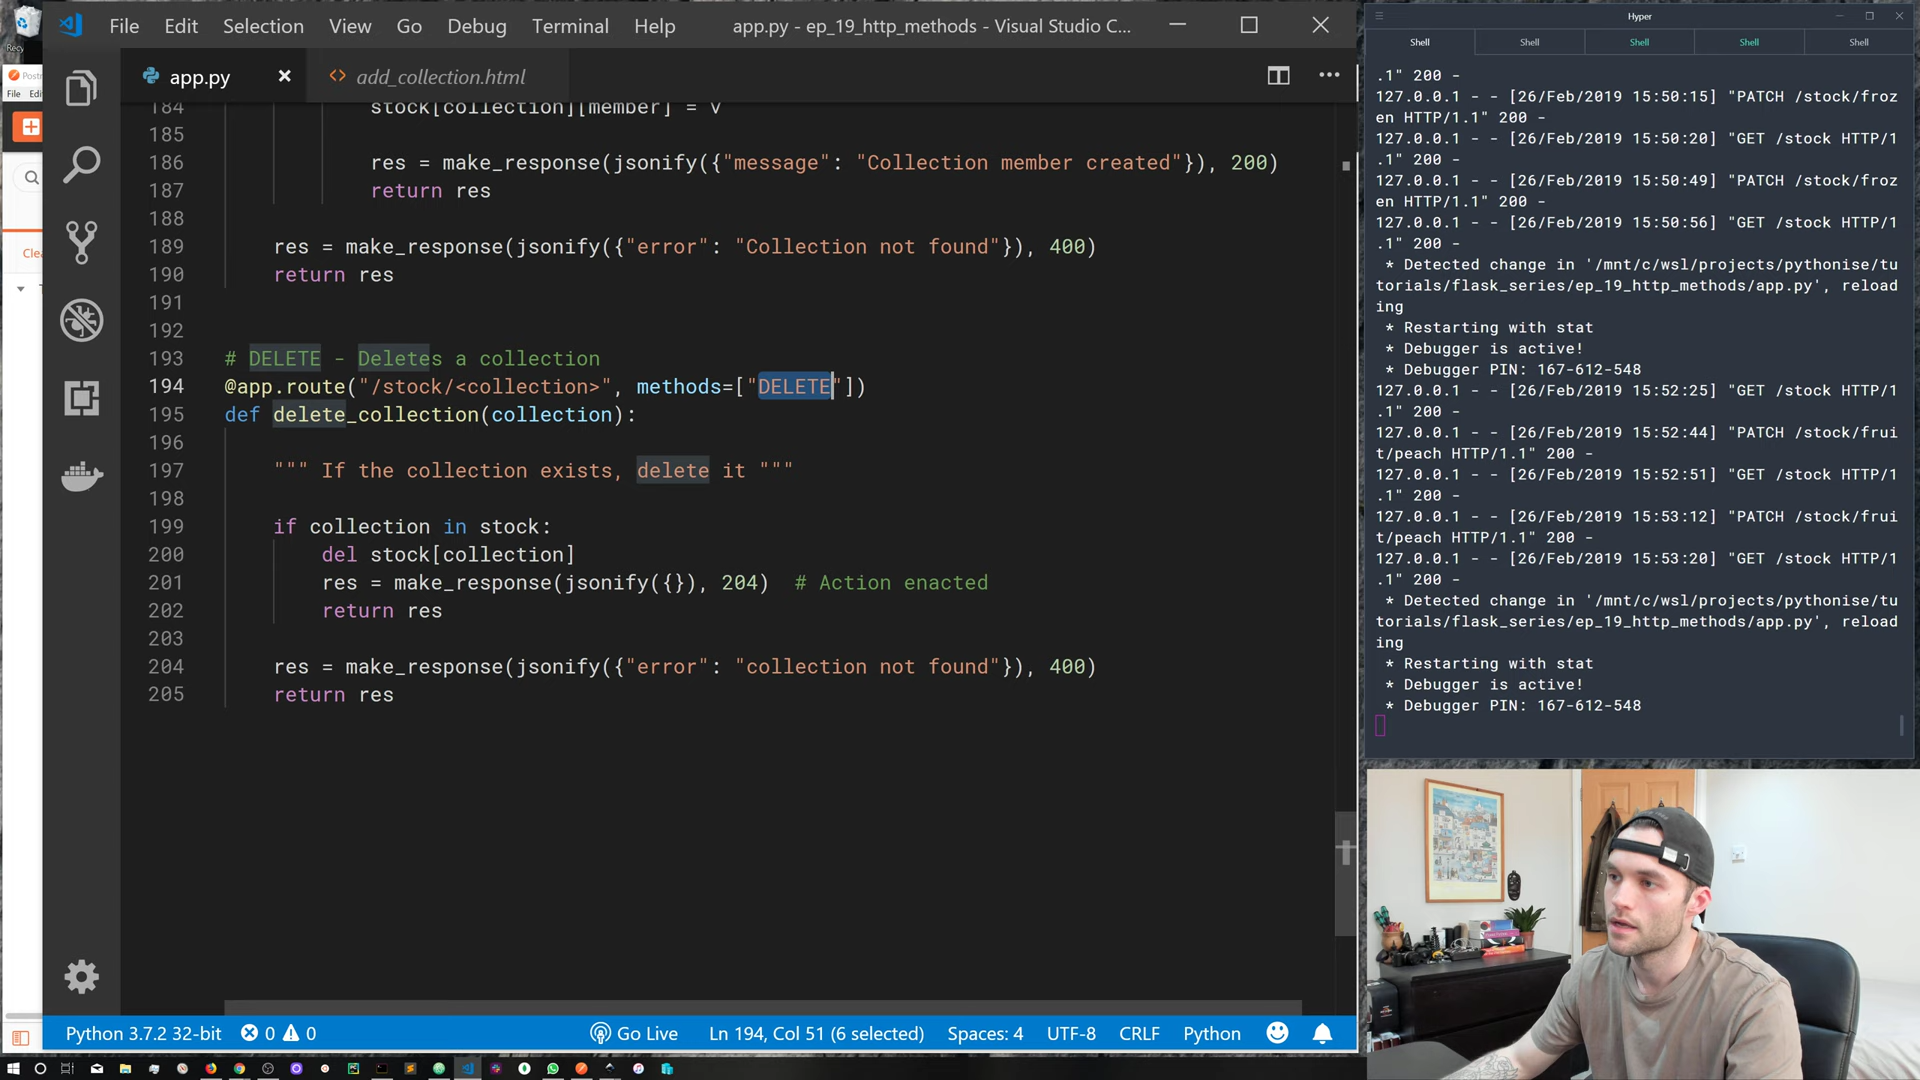 File Edit Selection View Go Debug Terminal Help
app.py - ep_19_http_methods - Visual Studio C...
app.py
add_collection.html
184 stock[collection][member] = v
185
186 res = make_response(jsonify({"message": "Collection member created"}), 200)
187 return res
188
189 res = make_response(jsonify({"error": "Collection not found"}), 400)
190 return res
191
192
193 # DELETE - Deletes a collection
194 @app.route("/stock/<collection>", methods=["DELETE"])
195 def delete_collection(collection):
196
197 """ If the collection exists, delete it """
198
199 if collection in stock:
200 del stock[collection]
201 res = make_response(jsonify({}), 204) # Action enacted
202 return res
203
204 res = make_response(jsonify({"error": "collection not found"}), 400)
205 return res
Python 3.7.2 32-bit 0 0 Go Live Ln 194, Col 51 (6 selected) Spaces: 4 UTF-8 CRLF Python
File
Hyper
Shell Shell Shell Shell Shell
.1" 200 -
127.0.0.1 - - [26/Feb/2019 15:50:15] "PATCH /stock/froz
en HTTP/1.1" 200 -
127.0.0.1 - - [26/Feb/2019 15:50:20] "GET /stock HTTP/1
.1" 200 -
127.0.0.1 - - [26/Feb/2019 15:50:49] "PATCH /stock/froz
en HTTP/1.1" 200 -
127.0.0.1 - - [26/Feb/2019 15:50:56] "GET /stock HTTP/1
.1" 200 -
* Detected change in '/mnt/c/wsl/projects/pythonise/tu
torials/flask_series/ep_19_http_methods/app.py', reload
ing
* Restarting with stat
* Debugger is active!
* Debugger PIN: 167-612-548
127.0.0.1 - - [26/Feb/2019 15:52:25] "GET /stock HTTP/1
.1" 200 -
127.0.0.1 - - [26/Feb/2019 15:52:44] "PATCH /stock/frui
t/peach HTTP/1.1" 200 -
127.0.0.1 - - [26/Feb/2019 15:52:51] "GET /stock HTTP/1
.1" 200 -
127.0.0.1 - - [26/Feb/2019 15:53:12] "PATCH /stock/frui
t/peach HTTP/1.1" 200 -
127.0.0.1 - - [26/Feb/2019 15:53:20] "GET /stock HTTP/1
.1" 200 -
* Detected change in '/mnt/c/wsl/projects/pythonise/tu
torials/flask_series/ep_19_http_methods/app.py', reload
ing
* Restarting with stat
* Debugger is active!
* Debugger PIN: 167-612-548